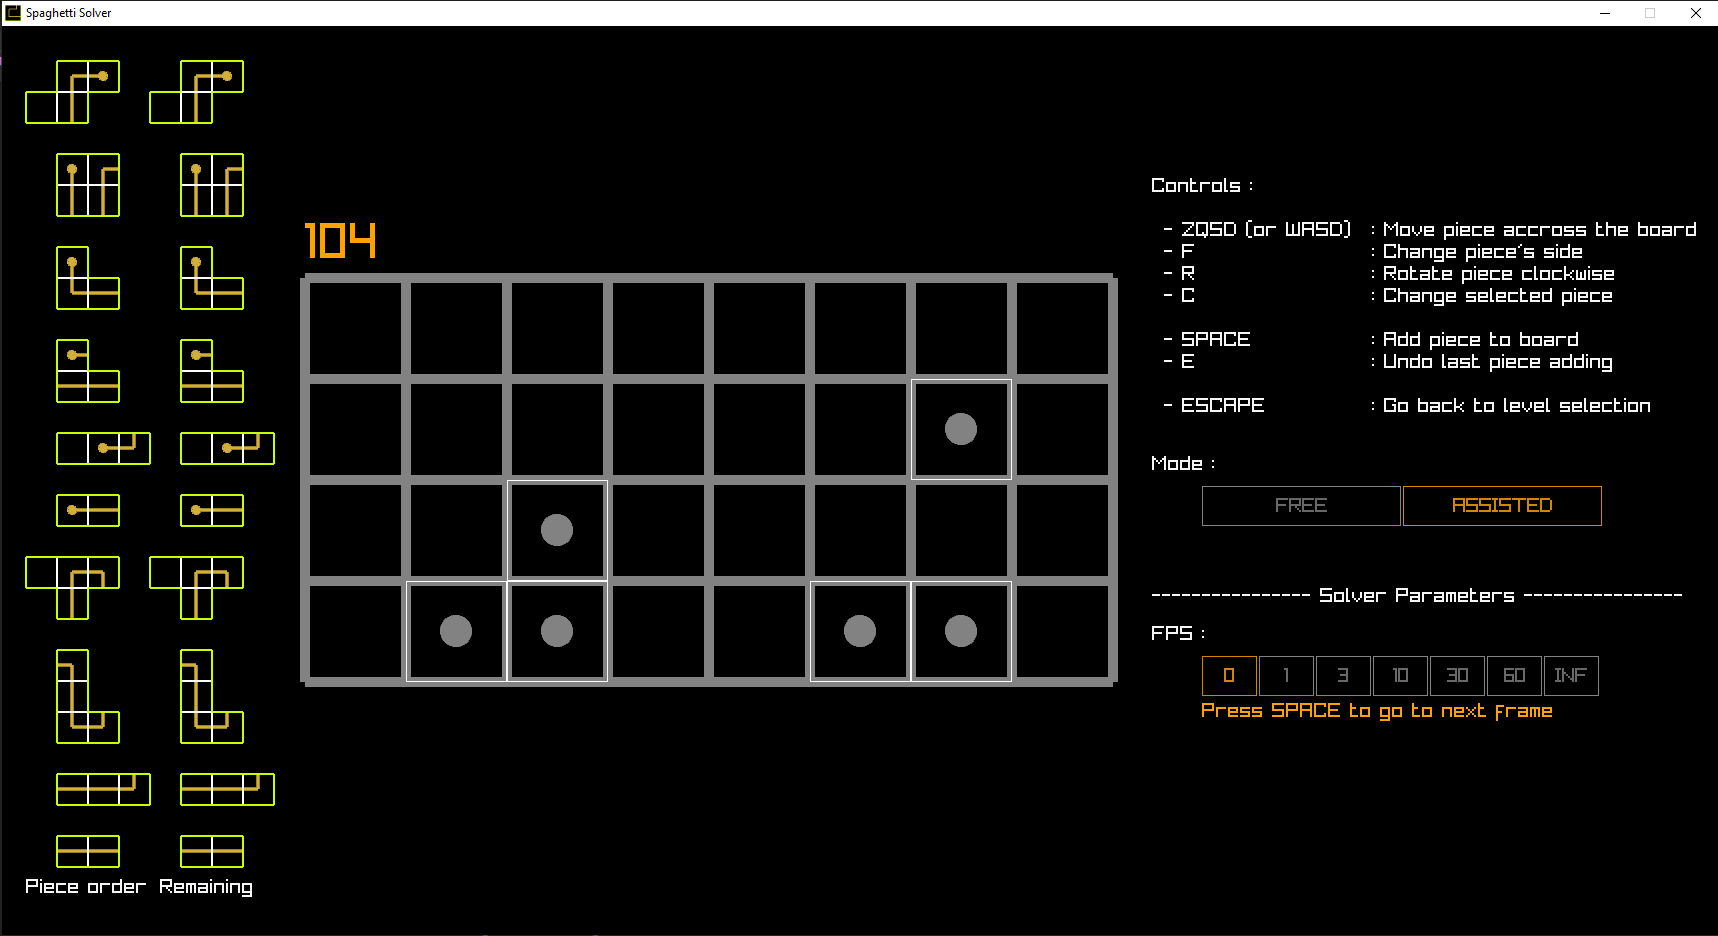 Spaghetti Solver
104
Controls :
- ZQSD (or WASD) : Move piece accross the board
- F : Change piece's side
- R : Rotate piece clockwise
- C : Change selected piece
- SPACE : Add piece to board
- E : Undo last piece adding
- ESCAPE : Go back to level selection
Mode :
FREE ASSISTED
---------------- Solver Parameters ----------------
FPS :
0 1 3 10 30 60 INF
Press SPACE to go to next frame
Piece order Remaining